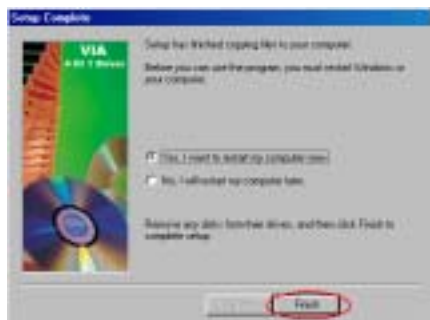 Setup Complete
VIA
4 in 1 Driver
Setup has finished copying files to your computer.
Before you can use the program, you must restart Windows or
your computer.
Yes, I want to restart my computer now.
No, I will restart my computer later.
Remove any disks from their drives, and then click Finish to
complete setup.
Finish